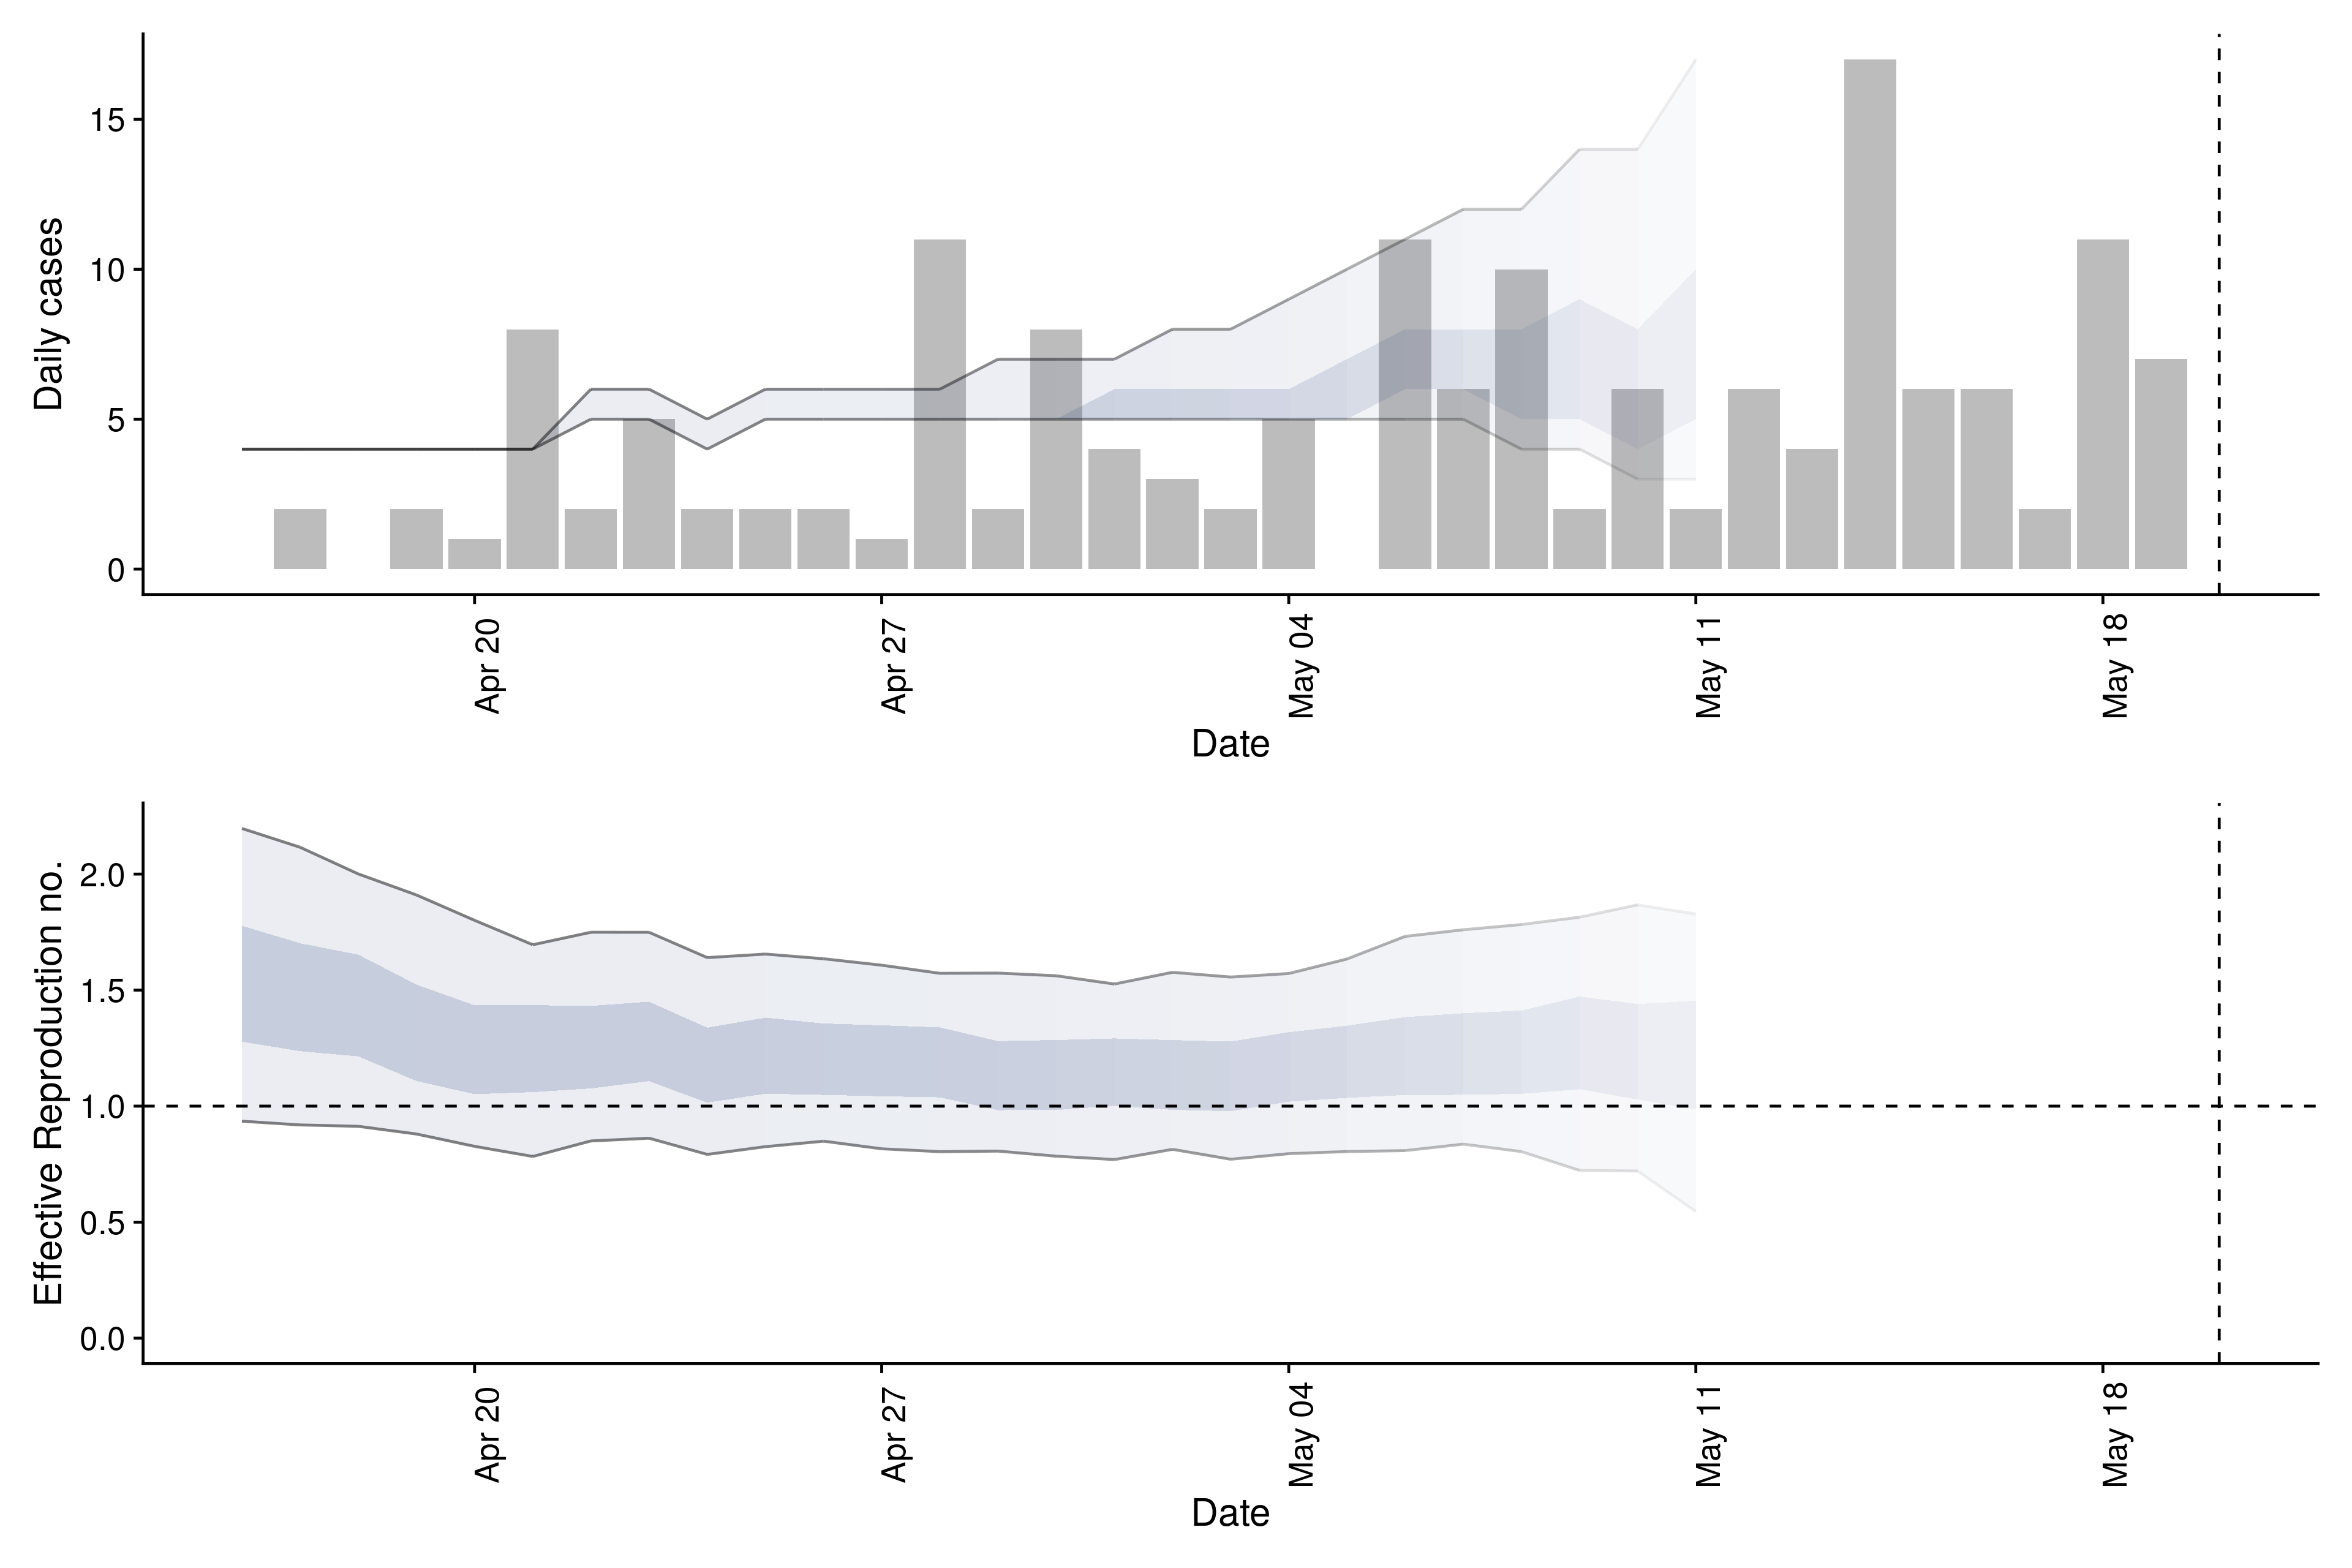 Daily cases
15
10
5
0
Apr 20
Apr 27
May 04
May 11
May 18
Date
Effective Reproduction no.
2.0
1.5
1.0
0.5
0.0
Apr 20
Apr 27
May 04
May 11
May 18
Date